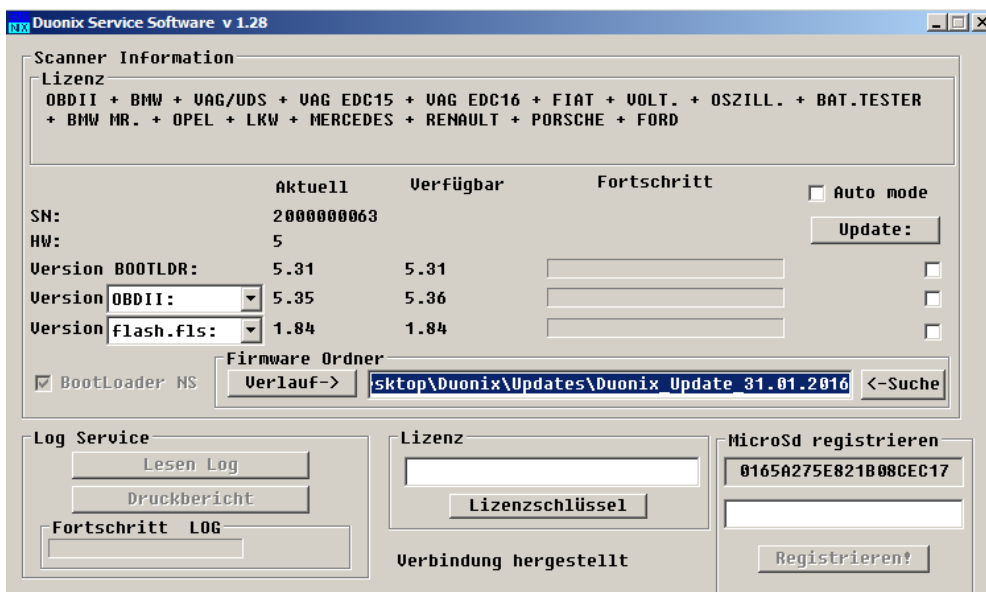 NIX Duonix Service Software v 1.28
Scanner Information
Lizenz
OBDII + BMW + VAG/UDS + VAG EDC15 + VAG EDC16 + FIAT + VOLT. + OSZILL. + BAT.TESTER
+ BMW MR. + OPEL + LKW + MERCEDES + RENAULT + PORSCHE + FORD
Aktuell Verfügbar Fortschritt Auto mode
SN: 2000000063 Update:
HW: 5
Version BOOTLDR: 5.31 5.31
Version OBDII: 5.35 5.36
Version flash.fls: 1.84 1.84
Firmware Ordner
BootLoader NS Verlauf-> sktop\Duonix\Updates\Duonix_Update_31.01.2016 <-Suche
Log Service
Lesen Log
Druckbericht
Fortschritt LOG
Lizenz
Lizenzschlüssel
Verbindung hergestellt
MicroSd registrieren
0165A275E821B08CEC17
Registrieren!